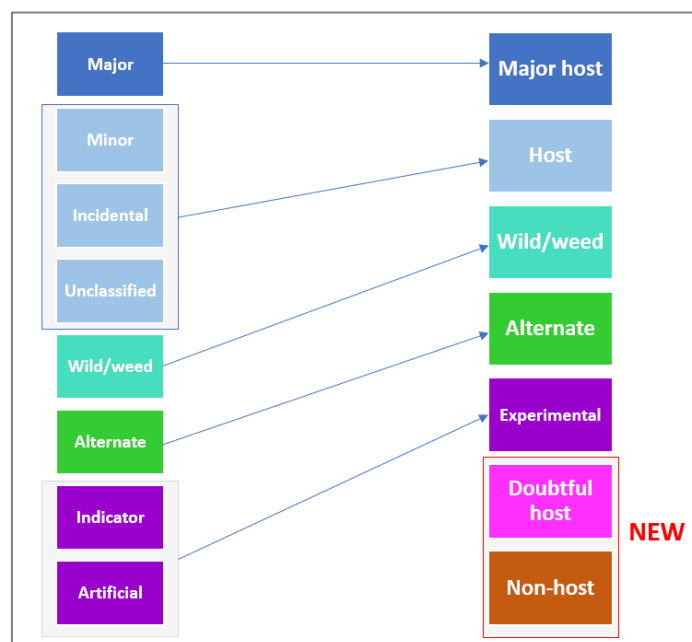 Major
Minor
Incidental
Unclassified
Wild/weed
Alternate
Indicator
Artificial
Major host
Host
Wild/weed
Alternate
Experimental
Doubtful
host
Non-host
NEW